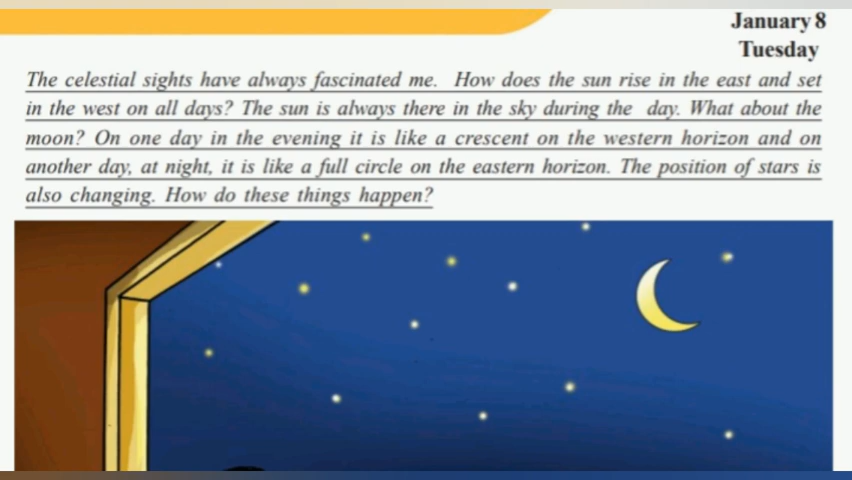 January 8
Tuesday
The celestial sights have always fascinated me. How does the sun rise in the east and set
in the west on all days? The sun is always there in the sky during the day. What about the
moon? On one day in the evening it is like a crescent on the western horizon and on
another day, at night, it is like a full circle on the eastern horizon. The position of stars is
also changing. How do these things happen?